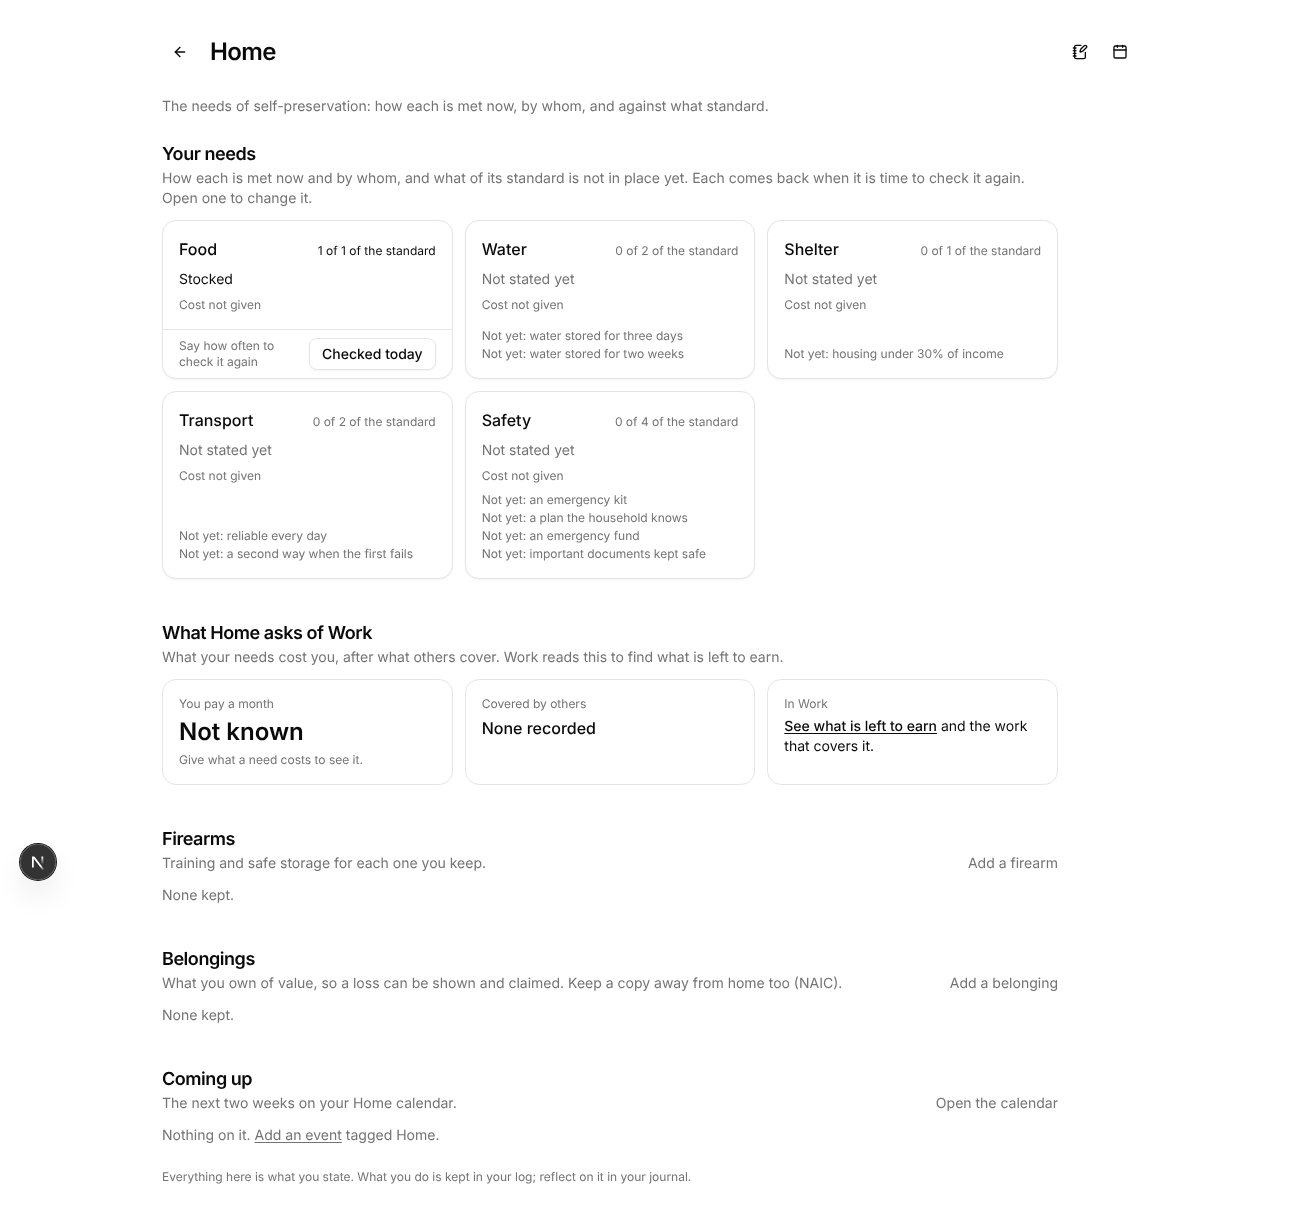 Home
The needs of self-preservation: how each is met now, by whom, and against what standard.
Your needs
How each is met now and by whom, and what of its standard is not in place yet. Each comes back when it is time to check it again.
Open one to change it.
Food
1 of 1 of the standard
Stocked
Cost not given
Say how often to
check it again
Checked today
Water
0 of 2 of the standard
Not stated yet
Cost not given
Not yet: water stored for three days
Not yet: water stored for two weeks
Shelter
0 of 1 of the standard
Not stated yet
Cost not given
Not yet: housing under 30% of income
Transport
0 of 2 of the standard
Not stated yet
Cost not given
Not yet: reliable every day
Not yet: a second way when the first fails
Safety
0 of 4 of the standard
Not stated yet
Cost not given
Not yet: an emergency kit
Not yet: a plan the household knows
Not yet: an emergency fund
Not yet: important documents kept safe
What Home asks of Work
What your needs cost you, after what others cover. Work reads this to find what is left to earn.
You pay a month
Not known
Give what a need costs to see it.
Covered by others
None recorded
In Work
See what is left to earn and the work
that covers it.
Firearms
Training and safe storage for each one you keep.
Add a firearm
None kept.
Belongings
What you own of value, so a loss can be shown and claimed. Keep a copy away from home too (NAIC).
Add a belonging
None kept.
Coming up
The next two weeks on your Home calendar.
Open the calendar
Nothing on it. Add an event tagged Home.
Everything here is what you state. What you do is kept in your log; reflect on it in your journal.
N